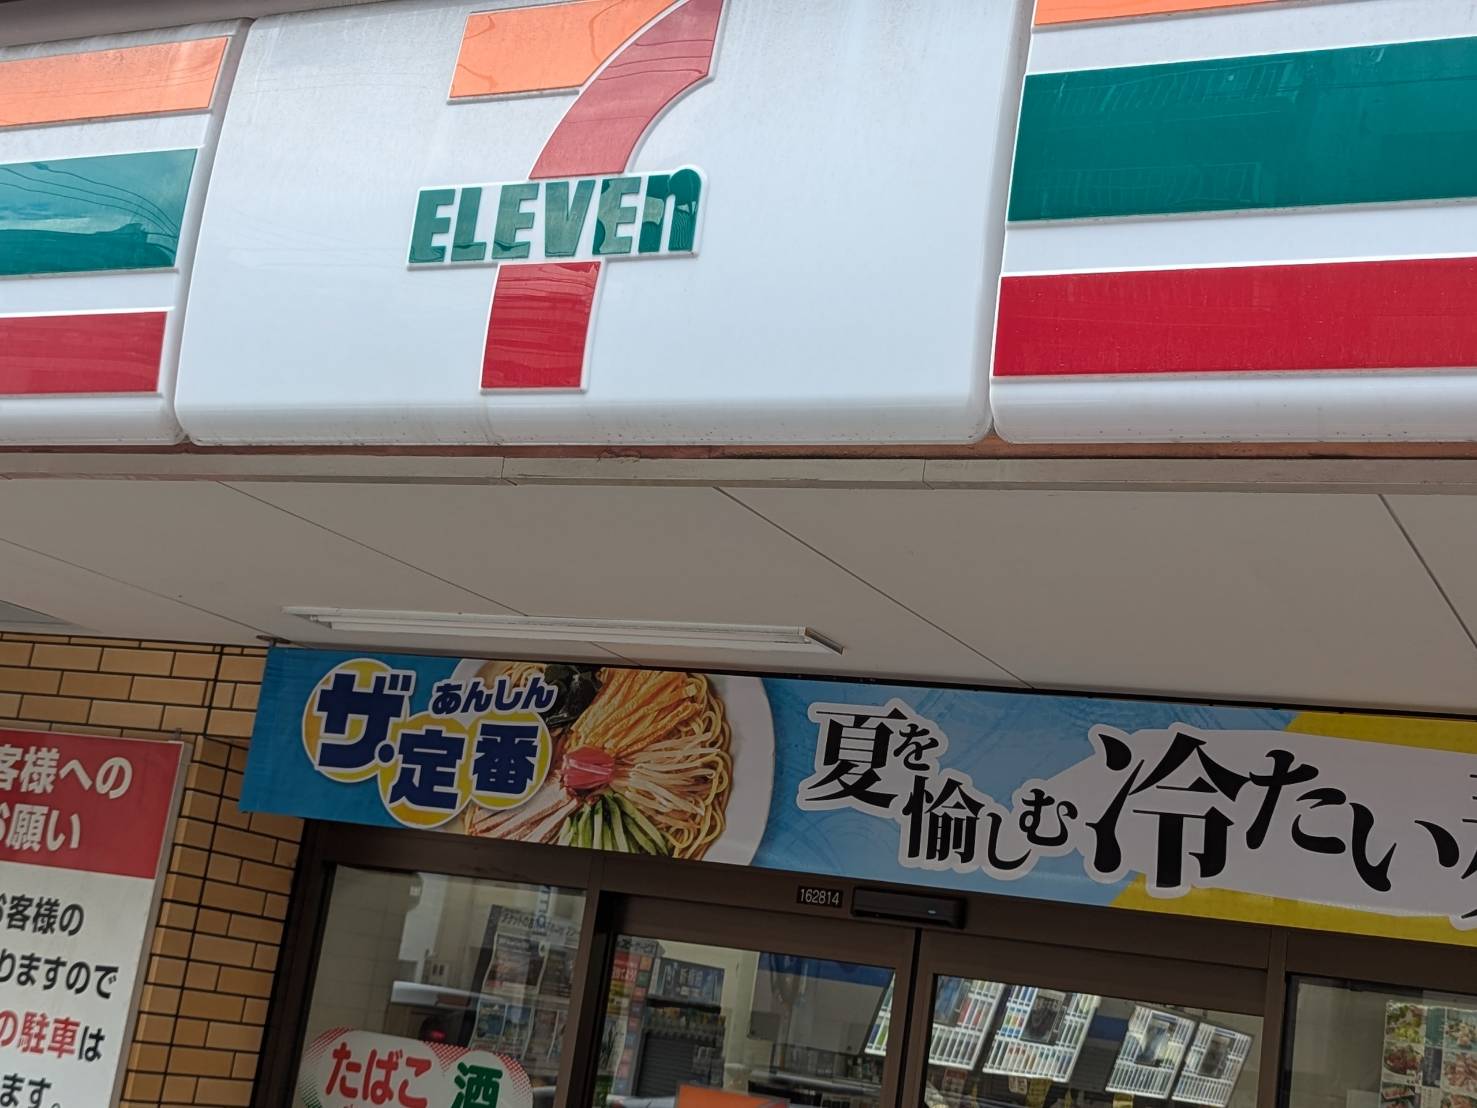 7
ELEVEn
あんしん
ザ・定番
夏を
愉しむ
冷たい
客様への
お願い
お客様の
りますので
の駐車は
ます。
162814
たばこ
酒